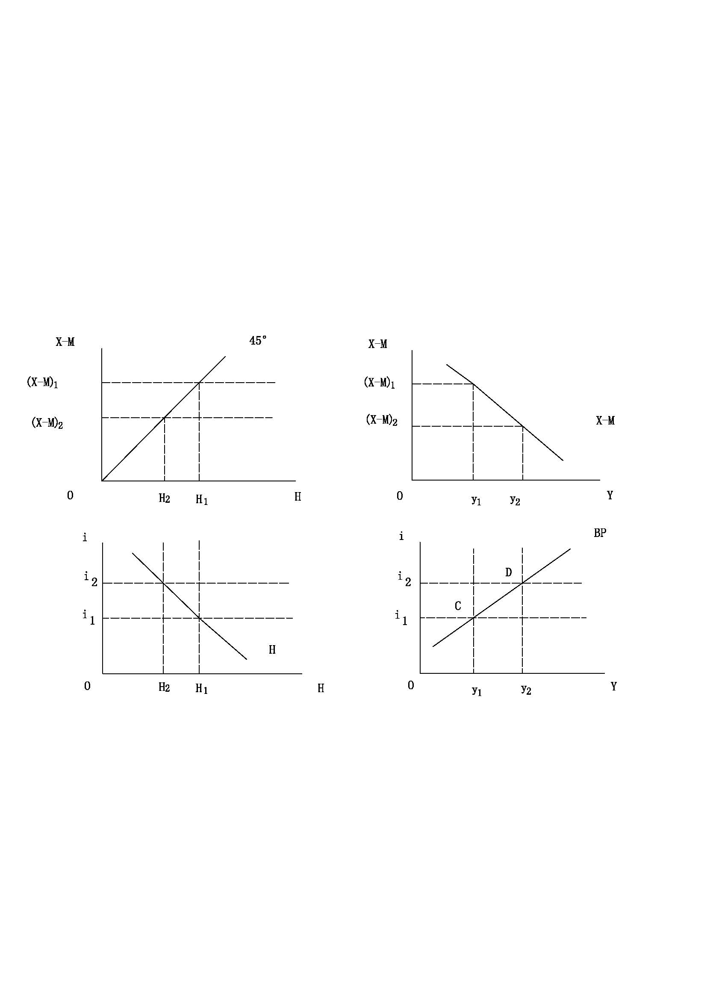 X-M
45°
(X-M)1
(X-M)2
O
H2
H1
H
X-M
(X-M)1
(X-M)2
X-M
O
y1
y2
Y
i
i2
i1
H
O
H2
H1
H
i
BP
i2
D
C
i1
O
y1
y2
Y